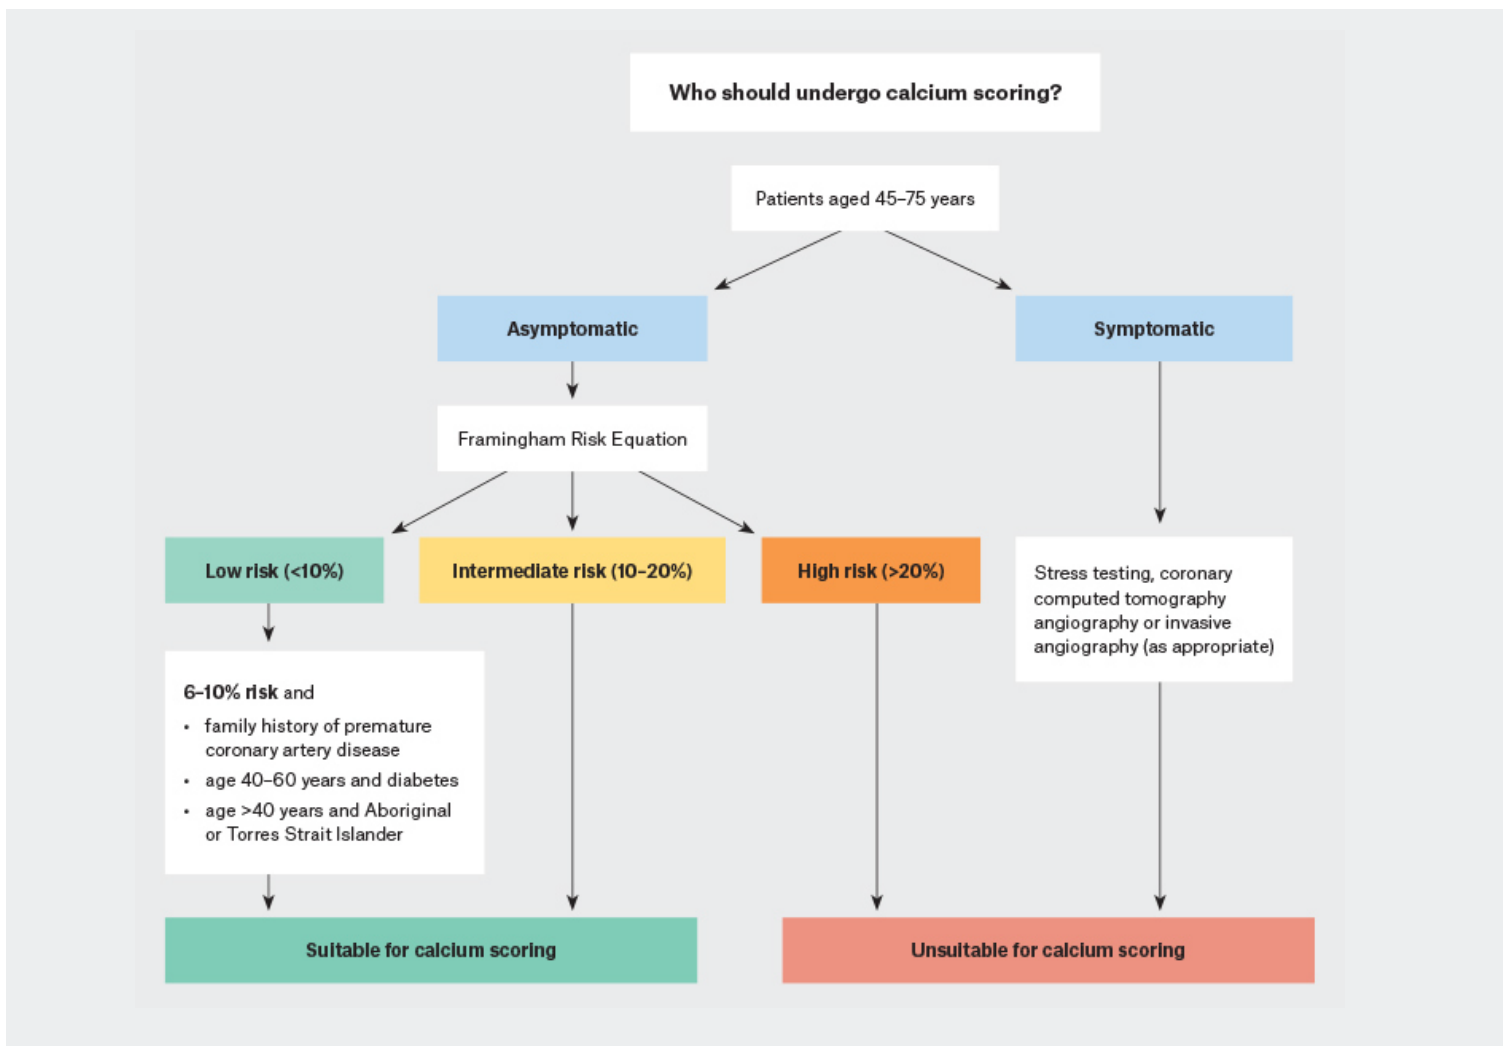 Who should undergo calcium scoring?
Patients aged 45–75 years
Asymptomatic
Symptomatic
Framingham Risk Equation
Low risk (<10%)
Intermediate risk (10–20%)
High risk (>20%)
Stress testing, coronary
computed tomography
angiography or invasive
angiography (as appropriate)
6–10% risk and
• family history of premature
coronary artery disease
• age 40–60 years and diabetes
• age >40 years and Aboriginal
or Torres Strait Islander
Suitable for calcium scoring
Unsuitable for calcium scoring